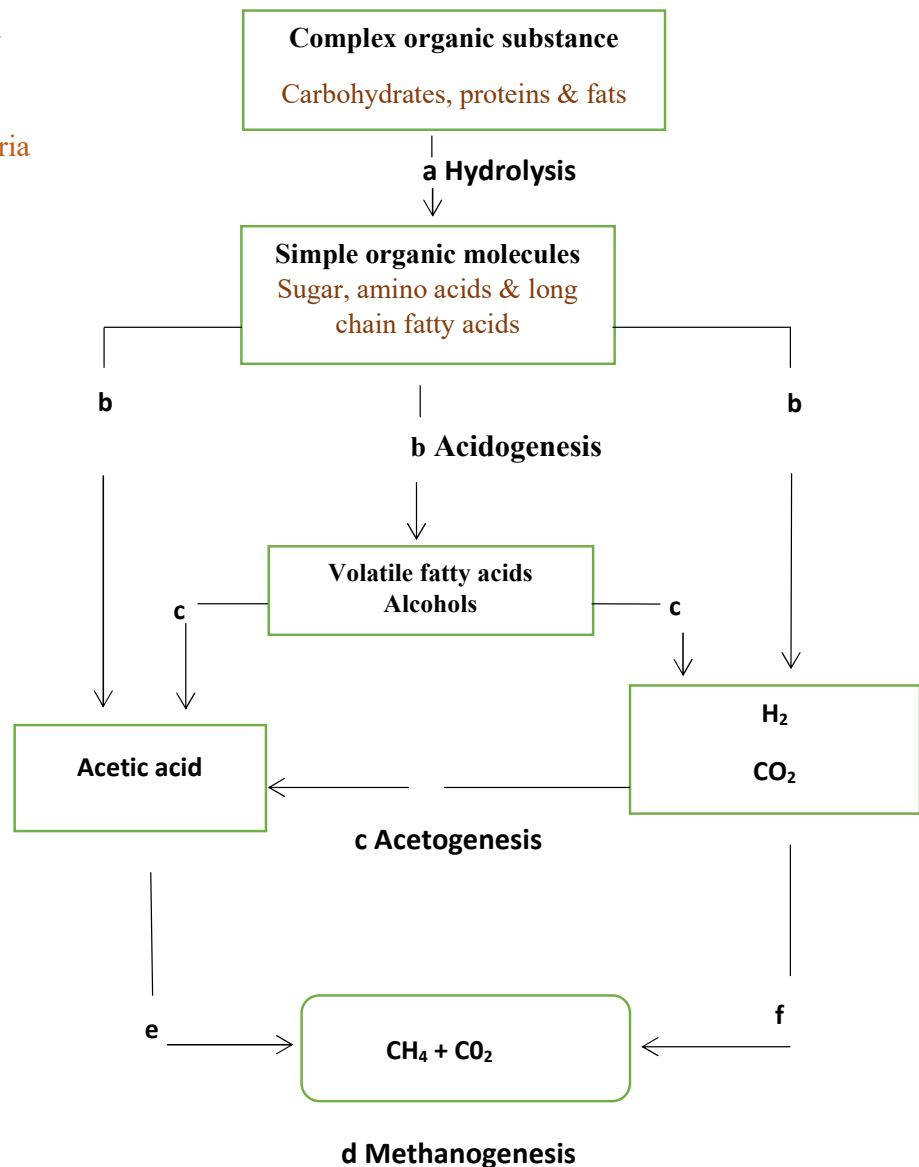 Complex organic substance
Carbohydrates, proteins & fats
ria
a Hydrolysis
Simple organic molecules
Sugar, amino acids & long
chain fatty acids
b
b
b Acidogenesis
Volatile fatty acids
Alcohols
c
c
H₂
Acetic acid
CO₂
c Acetogenesis
e
f
CH₄ + C0₂
d Methanogenesis